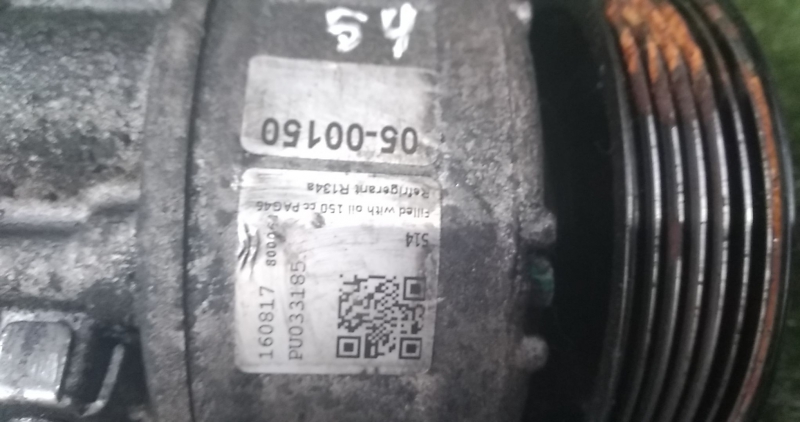 05-00150
Refrigerant R134a
Filled with oil 150 cc PAG46
514
160817
PU033185